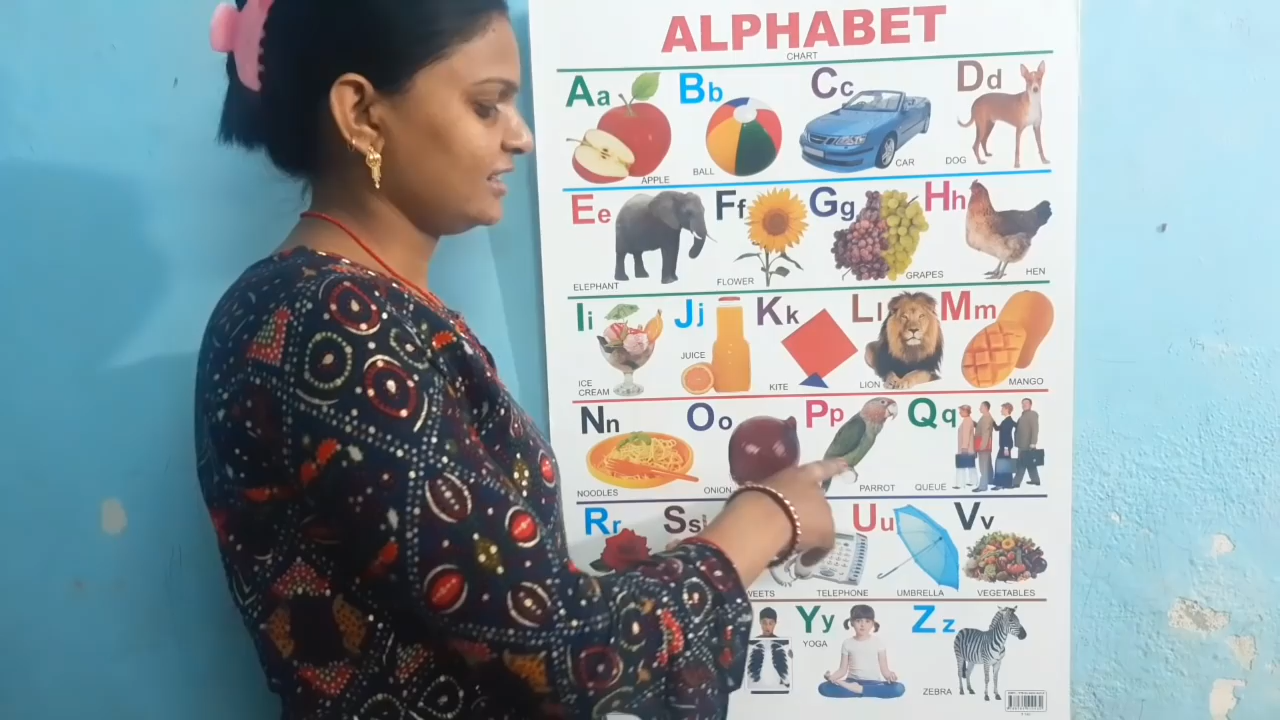 ALPHABET
CHART
Aa Bb Cc Dd
APPLE BALL CAR DOG
Ee Ff Gg Hh
ELEPHANT FLOWER GRAPES HEN
Ii Jj Kk Ll Mm
ICE CREAM JUICE KITE LION MANGO
Nn Oo Pp Qq
NOODLES ONION PARROT QUEUE
Rr Ss Uu Vv
TELEPHONE UMBRELLA VEGETABLES
Yy Zz
YOGA ZEBRA